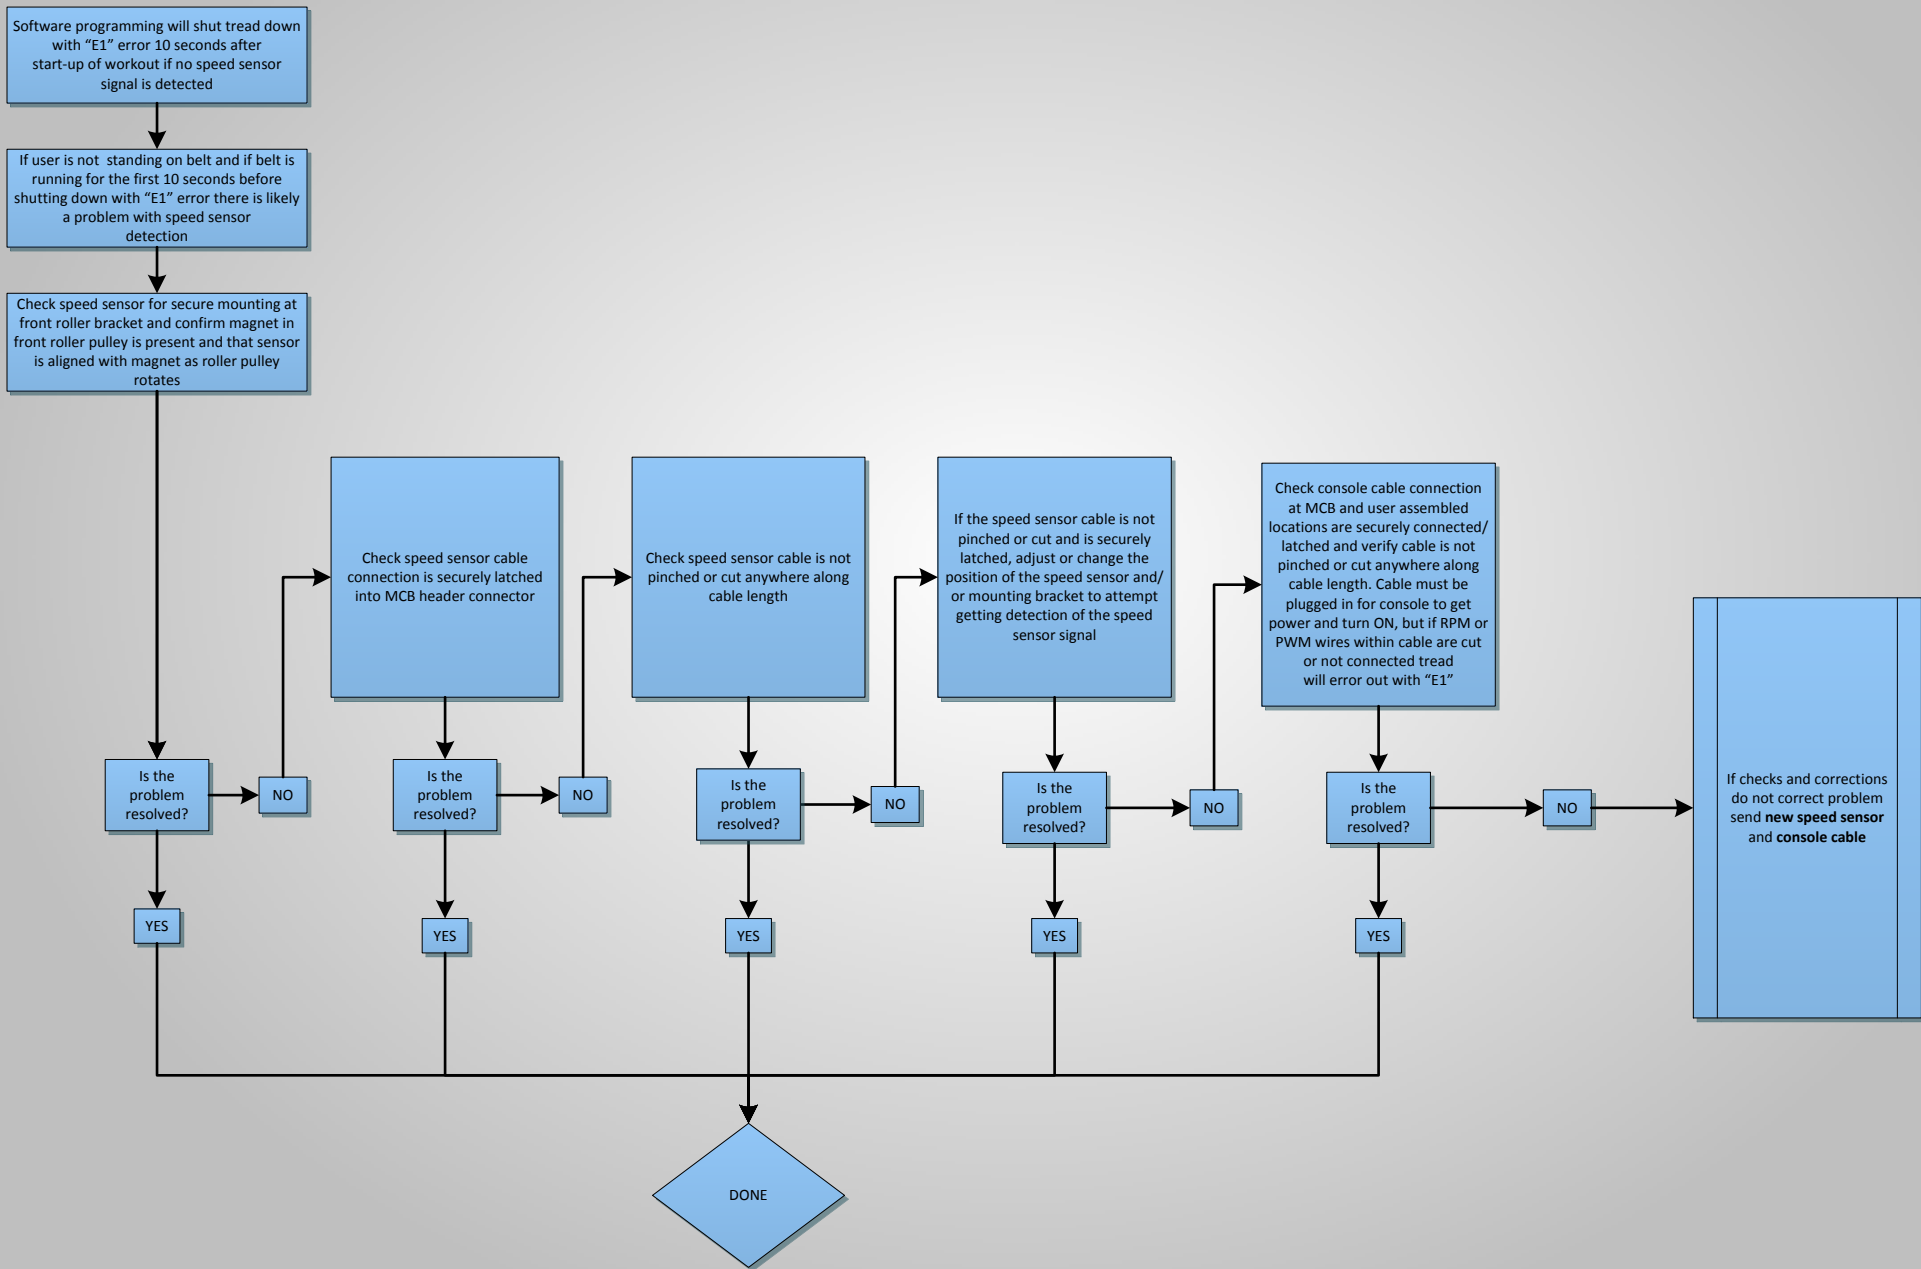 Software programming will shut tread down
with “E1” error 10 seconds after
start-up of workout if no speed sensor
signal is detected
If user is not  standing on belt and if belt is
running for the first 10 seconds before
shutting down with “E1” error there is likely
a problem with speed sensor
detection
Check speed sensor for secure mounting at
front roller bracket and confirm magnet in
front roller pulley is present and that sensor
is aligned with magnet as roller pulley
rotates
Check speed sensor cable
connection is securely latched
into MCB header connector
Check speed sensor cable is not
pinched or cut anywhere along
cable length
If the speed sensor cable is not
pinched or cut and is securely
latched, adjust or change the
position of the speed sensor and/
or mounting bracket to attempt
getting detection of the speed
sensor signal
Check console cable connection
at MCB and user assembled
locations are securely connected/
latched and verify cable is not
pinched or cut anywhere along
cable length. Cable must be
plugged in for console to get
power and turn ON, but if RPM or
PWM wires within cable are cut
or not connected tread
will error out with “E1”
Is the
problem
resolved?
NO
Is the
problem
resolved?
NO
Is the
problem
resolved?
NO
Is the
problem
resolved?
NO
Is the
problem
resolved?
NO
If checks and corrections
do not correct problem
send new speed sensor
and console cable
YES
YES
YES
YES
YES
DONE